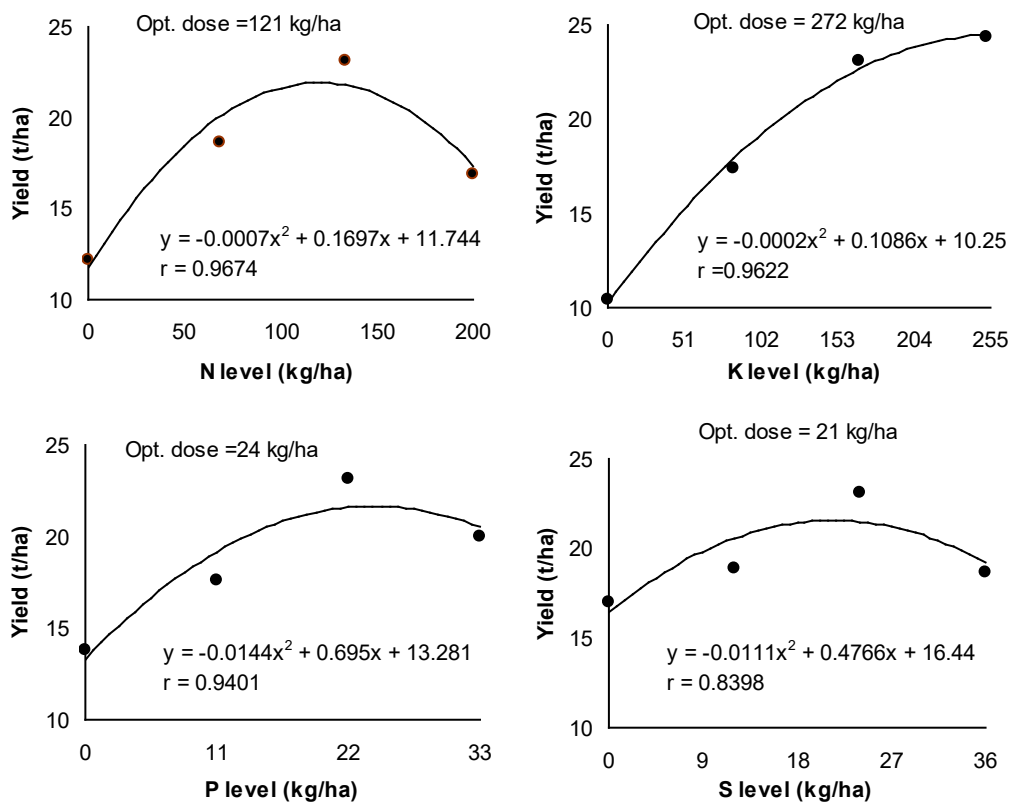 Opt. dose =121 kg/ha
25
20
15
10
Yield (t/ha)
y = -0.0007x² + 0.1697x + 11.744
r = 0.9674
0 50 100 150 200
N level (kg/ha)
Opt. dose = 272 kg/ha
25
20
15
10
Yield (t/ha)
y = -0.0002x² + 0.1086x + 10.25
r =0.9622
0 51 102 153 204 255
K level (kg/ha)
Opt. dose =24 kg/ha
25
20
15
10
Yield (t/ha)
y = -0.0144x² + 0.695x + 13.281
r = 0.9401
0 11 22 33
P level (kg/ha)
Opt. dose = 21 kg/ha
25
20
15
10
Yield (t/ha)
y = -0.0111x² + 0.4766x + 16.44
r = 0.8398
0 9 18 27 36
S level (kg/ha)